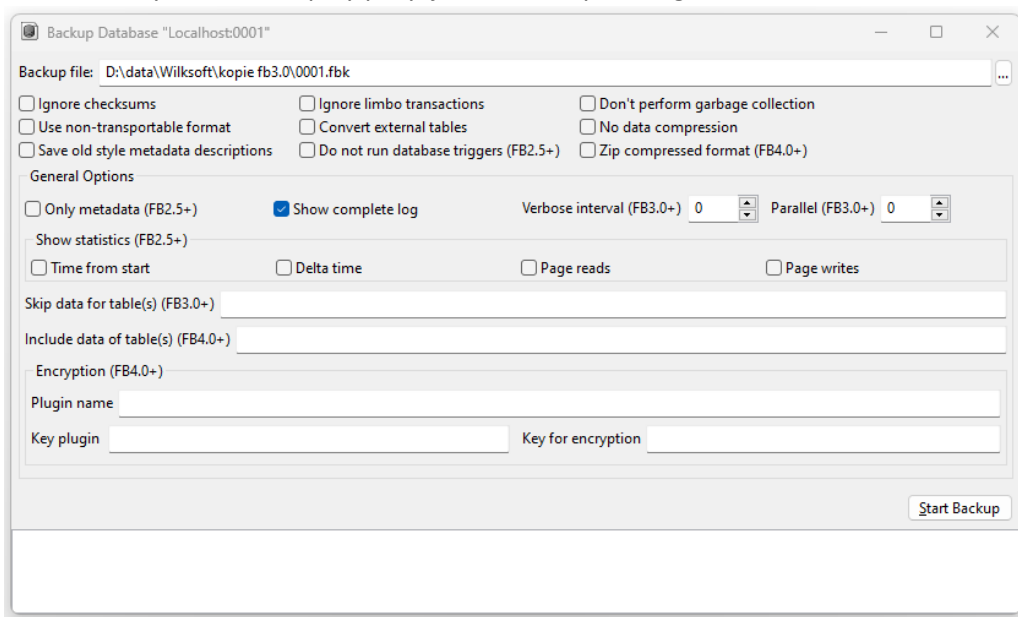 Backup Database "Localhost:0001"
Backup file: D:\data\Wilksoft\kopie fb3.0\0001.fbk ...
Ignore checksums Ignore limbo transactions Don't perform garbage collection
Use non-transportable format Convert external tables No data compression
Save old style metadata descriptions Do not run database triggers (FB2.5+) Zip compressed format (FB4.0+)
General Options
Only metadata (FB2.5+) Show complete log Verbose interval (FB3.0+) 0 Parallel (FB3.0+) 0
Show statistics (FB2.5+)
Time from start Delta time Page reads Page writes
Skip data for table(s) (FB3.0+)
Include data of table(s) (FB4.0+)
Encryption (FB4.0+)
Plugin name
Key plugin Key for encryption
Start Backup